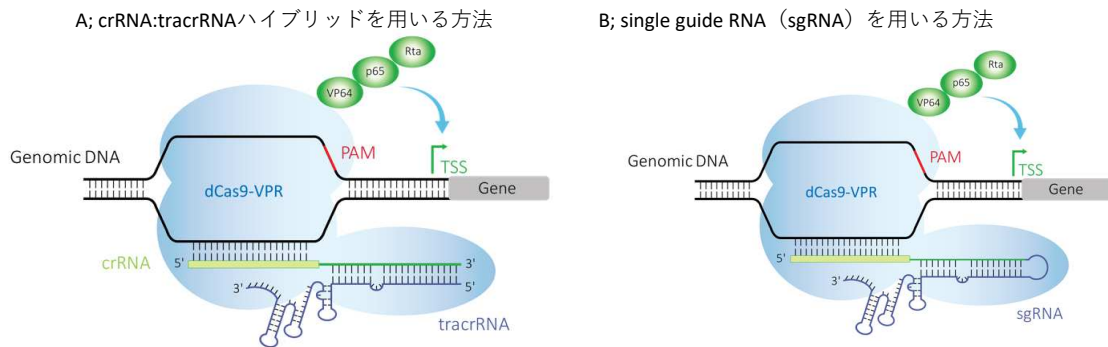 A; crRNA:tracrRNAハイブリッドを用いる方法
Rta
p65
VP64
PAM
Genomic DNA
TSS
Gene
dCas9-VPR
crRNA
5'
3'
3'
5'
tracrRNA
B; single guide RNA（sgRNA）を用いる方法
Rta
p65
VP64
PAM
Genomic DNA
TSS
Gene
dCas9-VPR
5'
3'
sgRNA